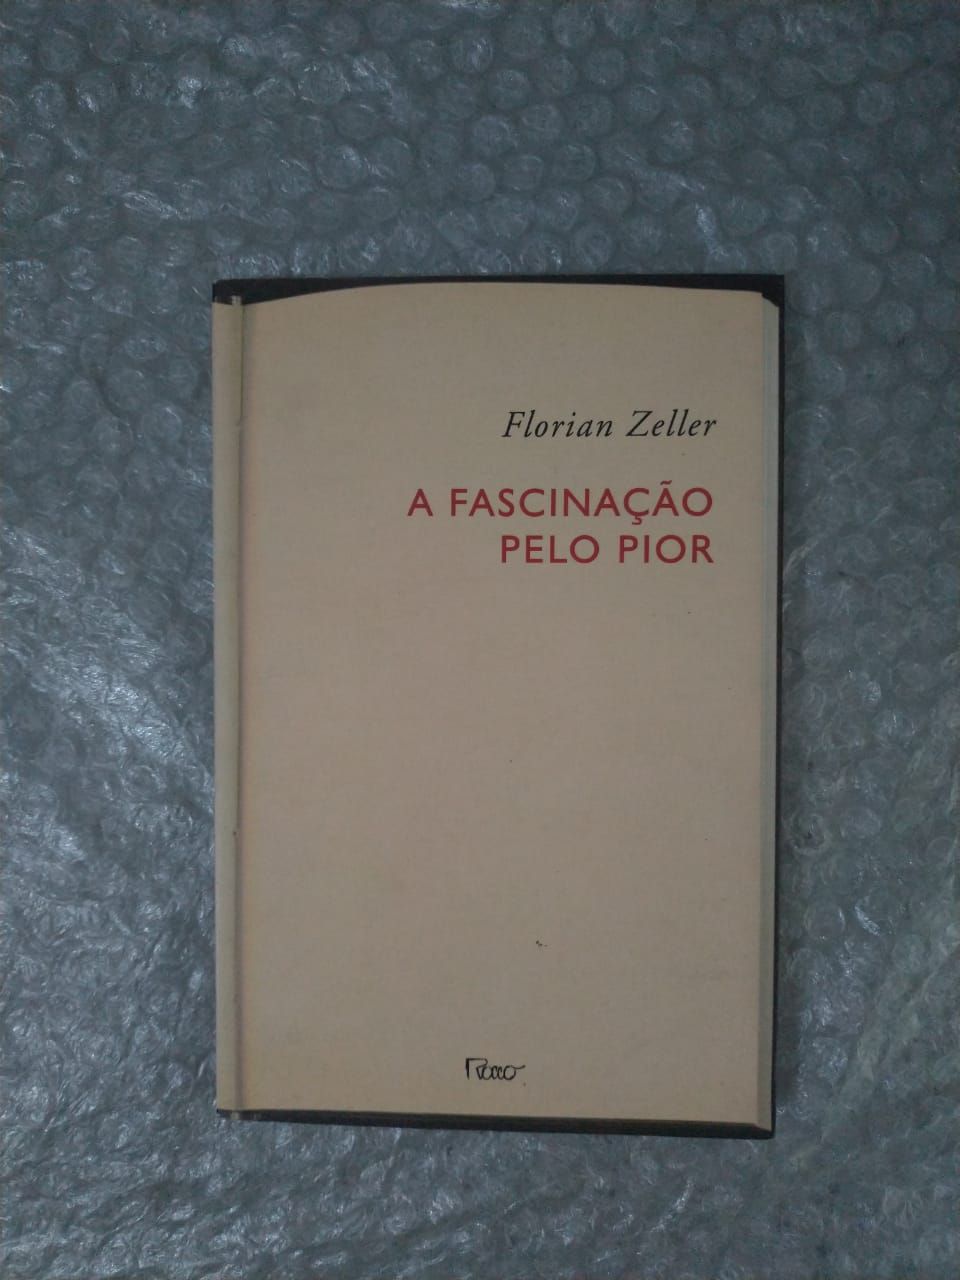 Florian Zeller
A FASCINAÇÃO
PELO PIOR
Rocco